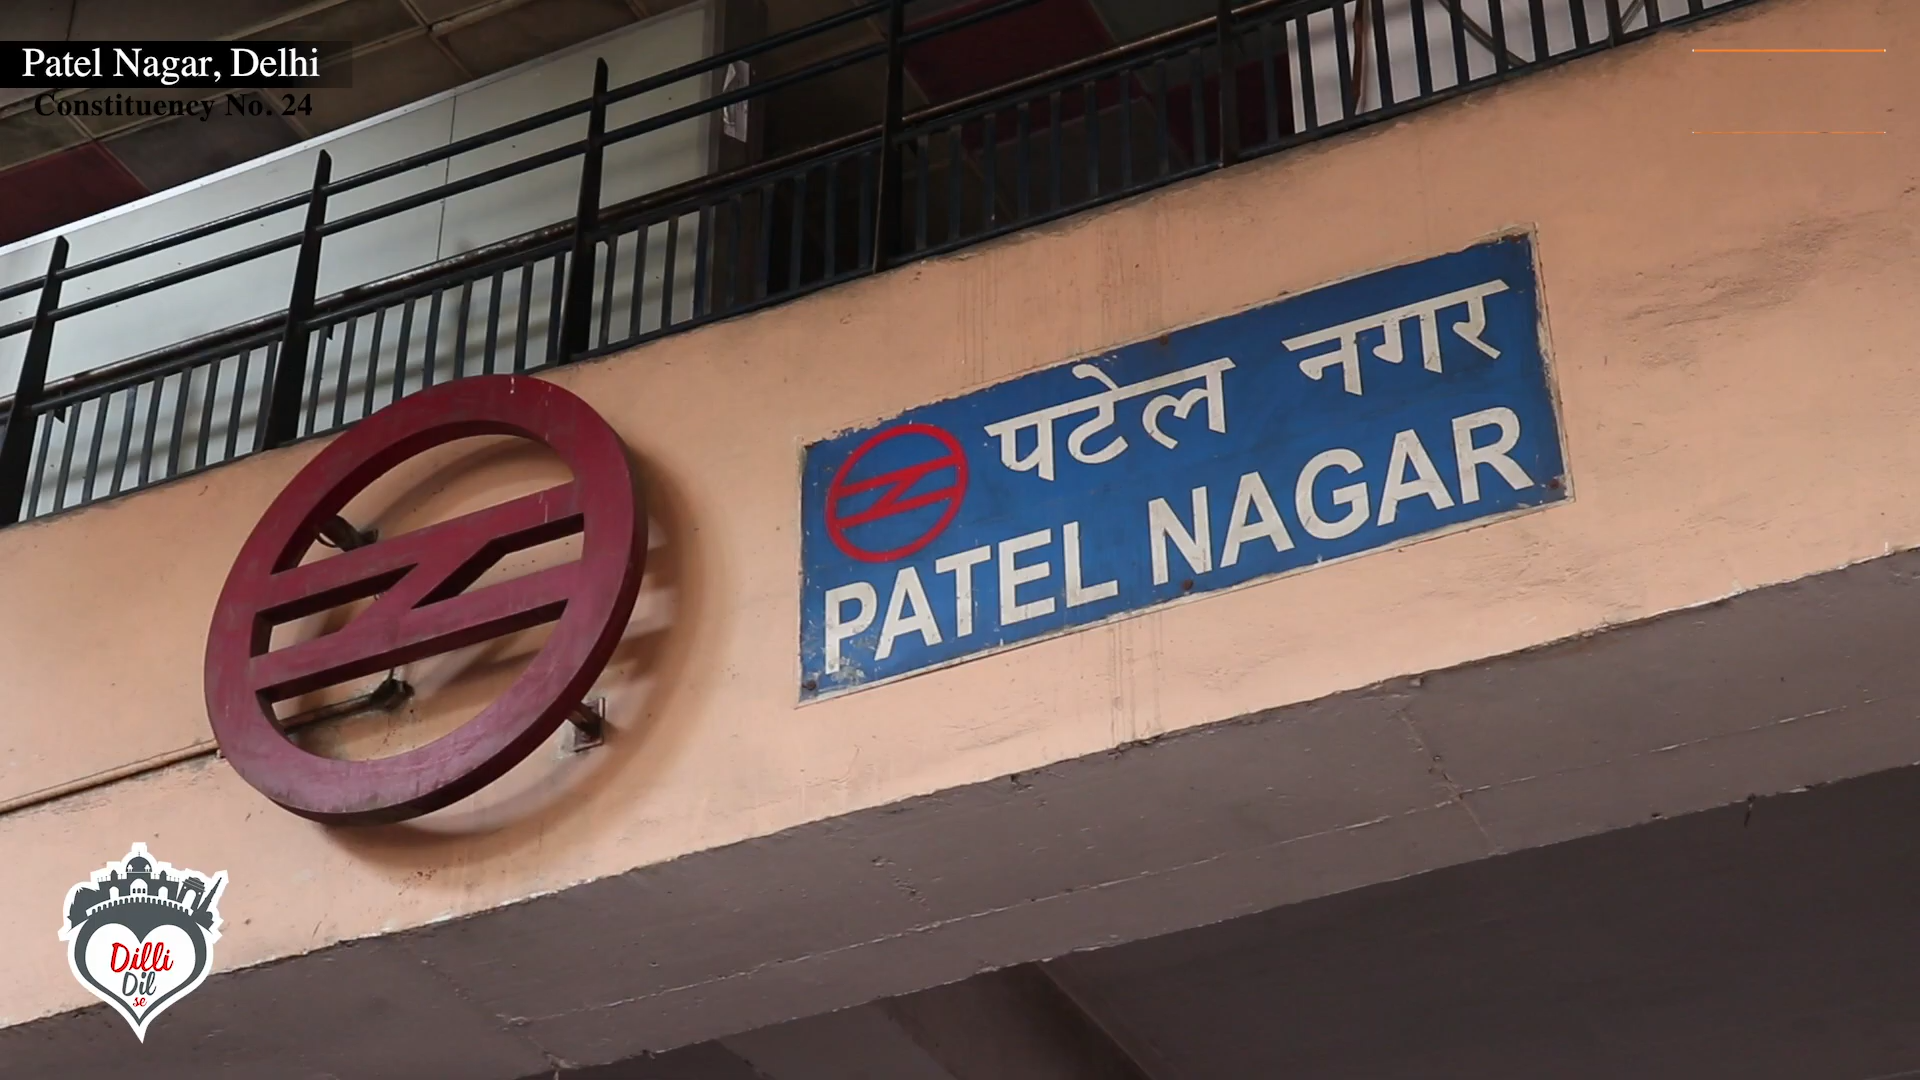 Patel Nagar, Delhi
Constituency No. 24
पटेल नगर
PATEL NAGAR
Dilli
Dil
se